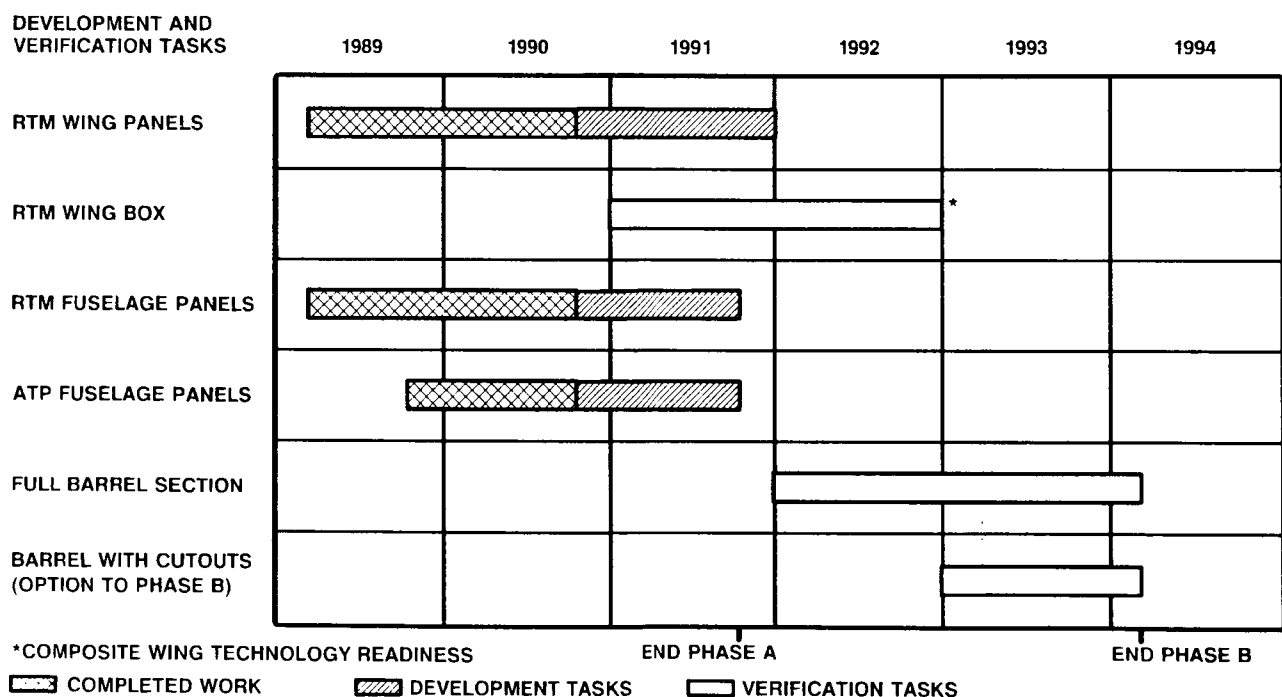 DEVELOPMENT AND
VERIFICATION TASKS
1989 1990 1991 1992 1993 1994
RTM WING PANELS
RTM WING BOX
*
RTM FUSELAGE PANELS
ATP FUSELAGE PANELS
FULL BARREL SECTION
BARREL WITH CUTOUTS
(OPTION TO PHASE B)
*COMPOSITE WING TECHNOLOGY READINESS
END PHASE A
END PHASE B
COMPLETED WORK
DEVELOPMENT TASKS
VERIFICATION TASKS